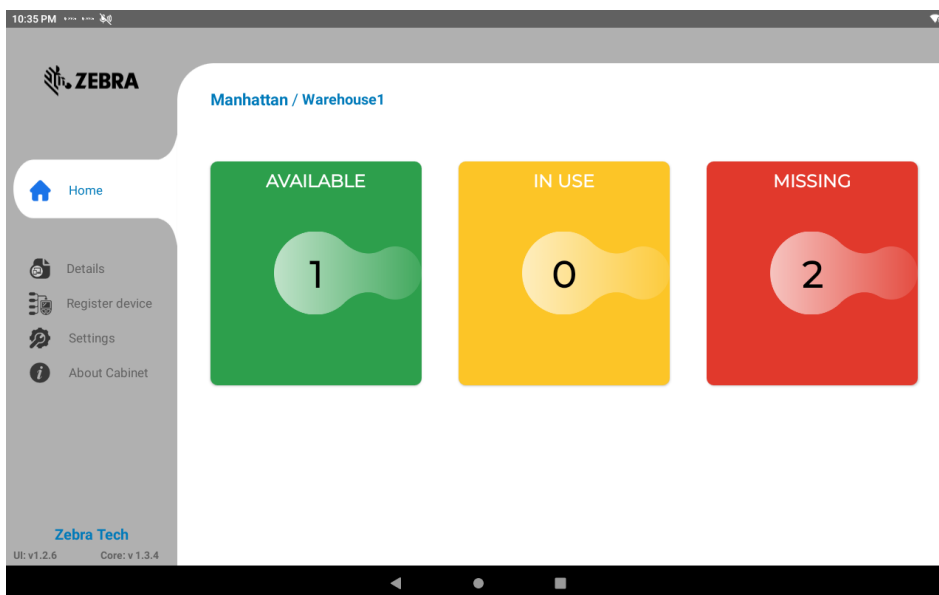 10:35 PM
ZEBRA
Manhattan / Warehouse1
Home
Details
Register device
Settings
About Cabinet
AVAILABLE
1
IN USE
0
MISSING
2
Zebra Tech
UI: v1.2.6 Core: v 1.3.4